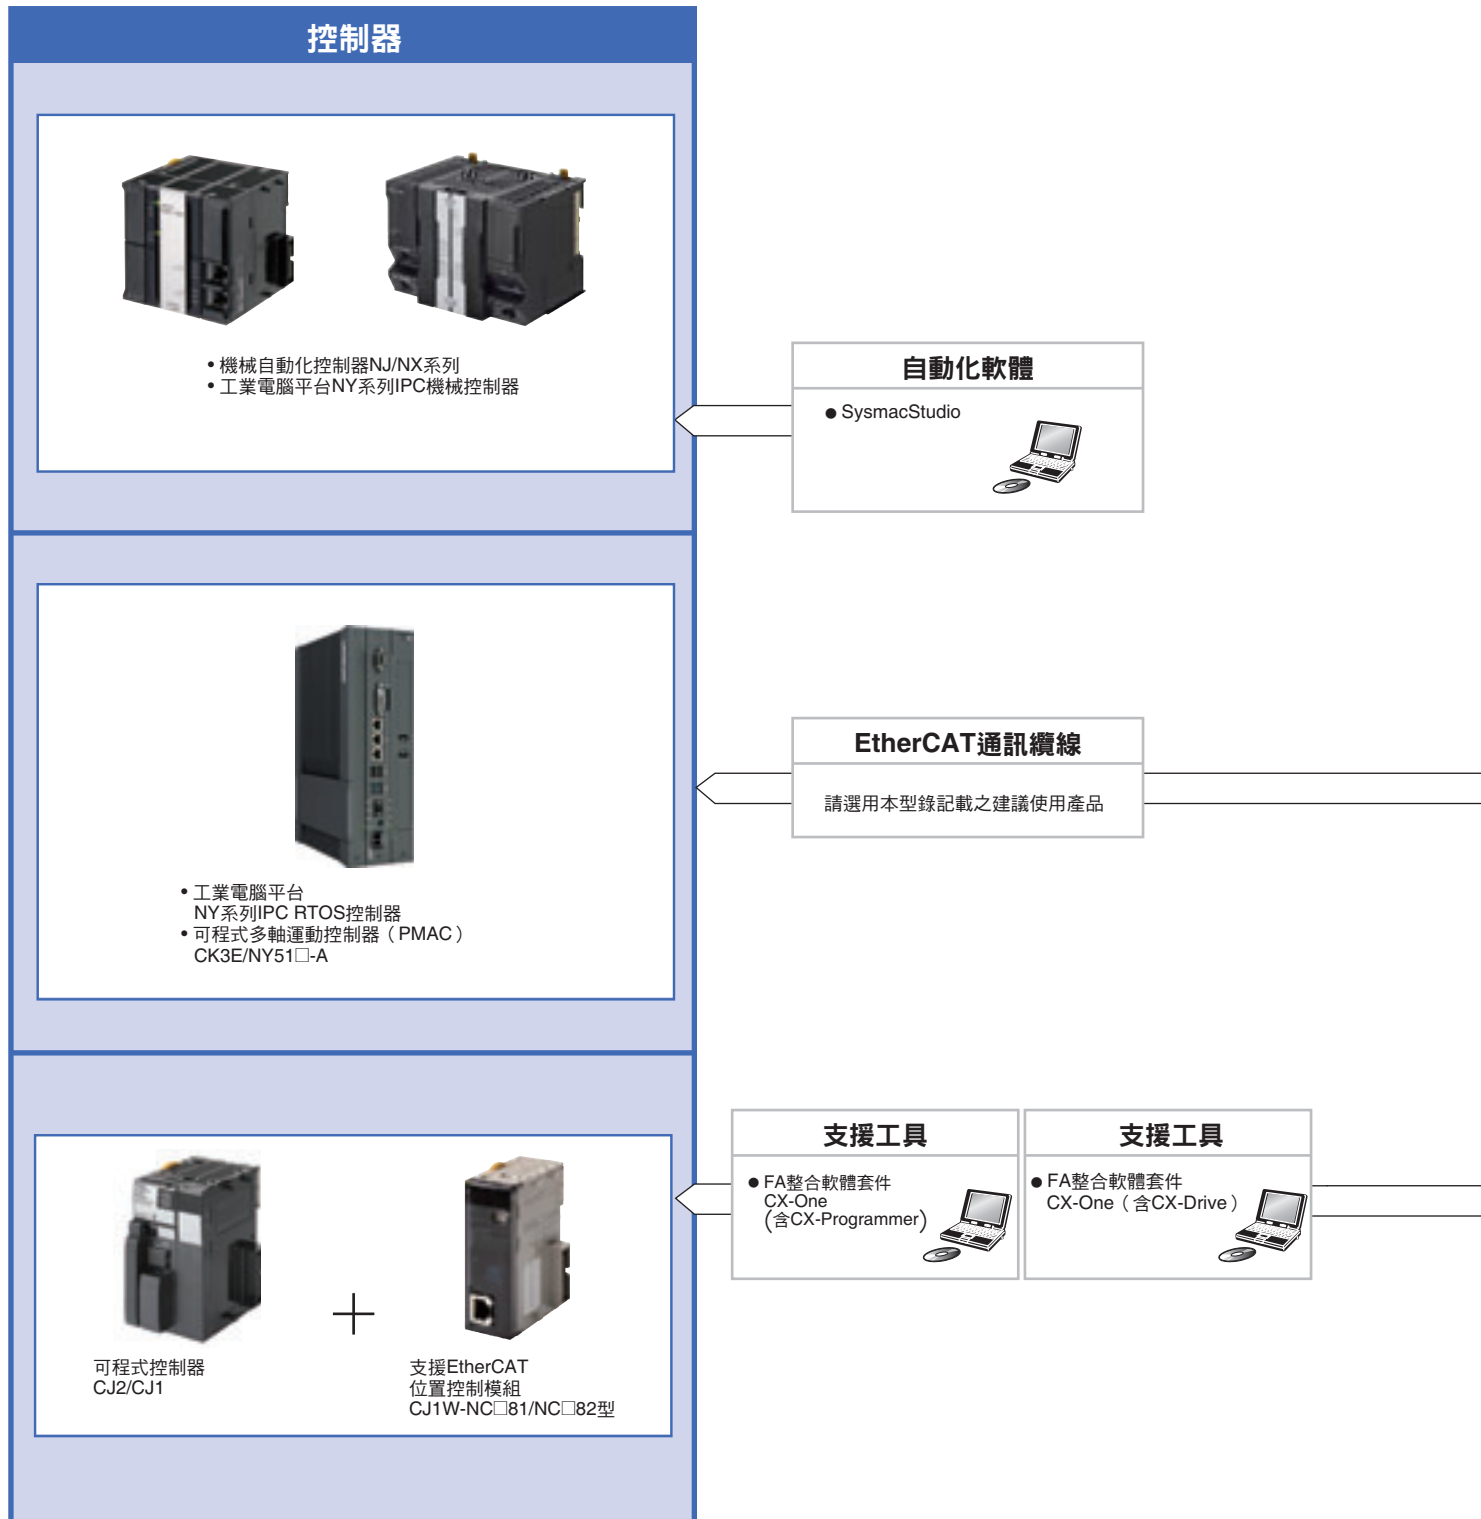 控制器
• 機械自動化控制器NJ/NX系列
• 工業電腦平台NY系列IPC機械控制器
自動化軟體
● SysmacStudio
• 工業電腦平台
NY系列IPC RTOS控制器
• 可程式多軸運動控制器（PMAC）
CK3E/NY51□-A
EtherCAT通訊纜線
請選用本型錄記載之建議使用產品
支援工具
● FA整合軟體套件
CX-One
(含CX-Programmer)
支援工具
● FA整合軟體套件
CX-One（含CX-Drive）
可程式控制器
CJ2/CJ1
+
支援EtherCAT
位置控制模組
CJ1W-NC□81/NC□82型